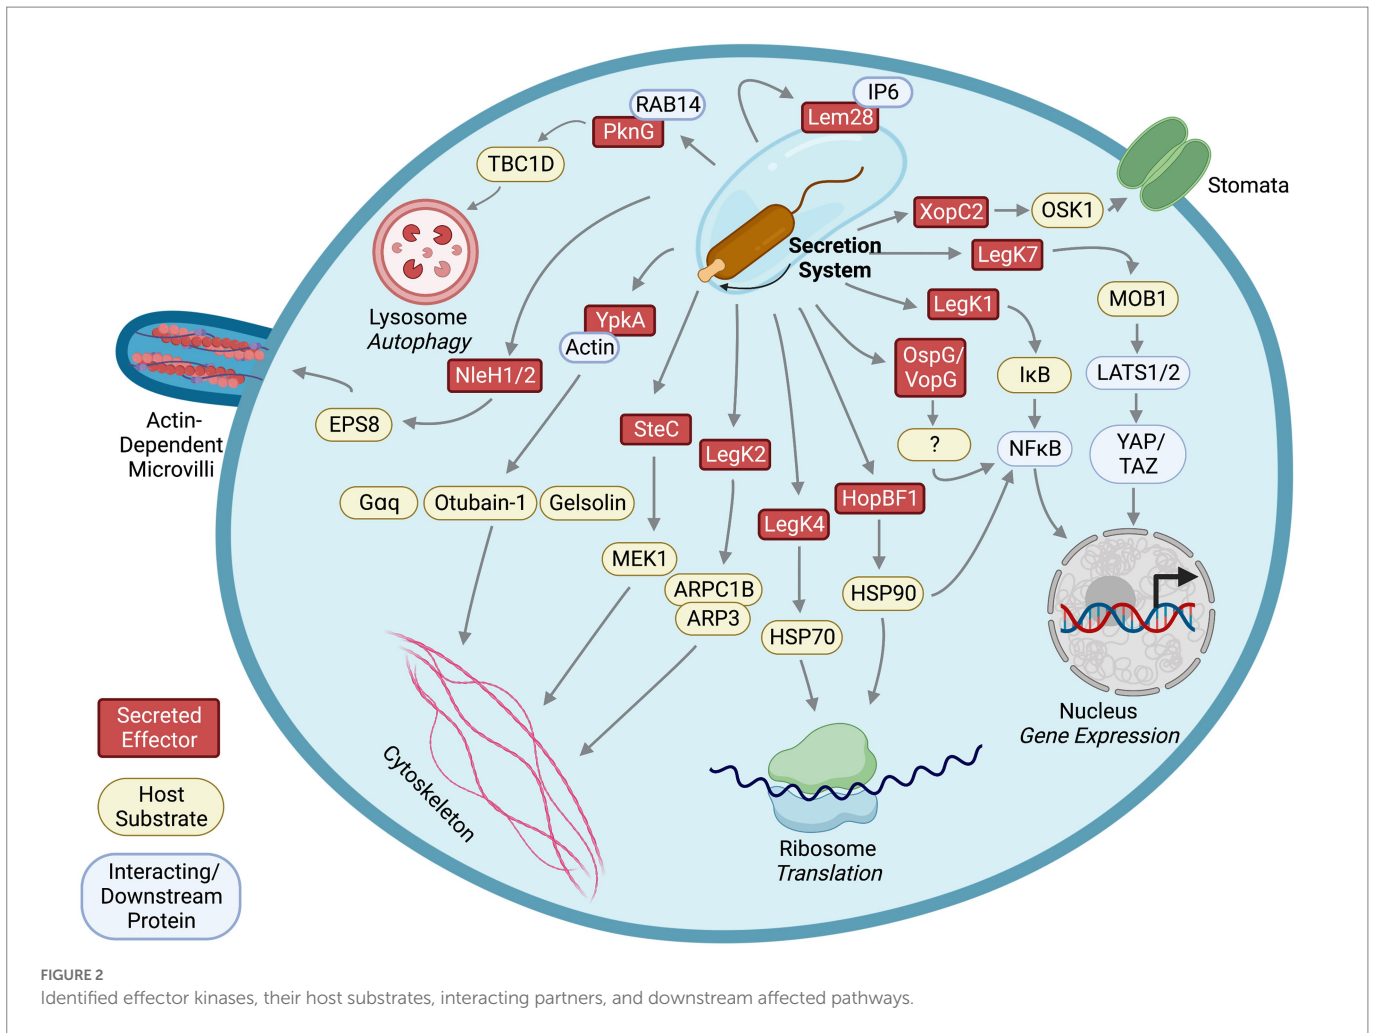 RAB14
IP6
PknG
Lem28
TBC1D
Stomata
XopC2
OSK1
Secretion
System
LegK7
MOB1
LegK1
Lysosome
Autophagy
YpkA
Actin
OspG/
VopG
IκB
LATS1/2
NleH1/2
Actin-
Dependent
Microvilli
EPS8
SteC
LegK2
?
NFκB
YAP/
TAZ
Gαq
Otubain-1
Gelsolin
LegK4
HopBF1
MEK1
ARPC1B
ARP3
HSP70
HSP90
Nucleus
Gene Expression
Cytoskeleton
Ribosome
Translation
Secreted
Effector
Host
Substrate
Interacting/
Downstream
Protein
FIGURE 2
Identified effector kinases, their host substrates, interacting partners, and downstream affected pathways.